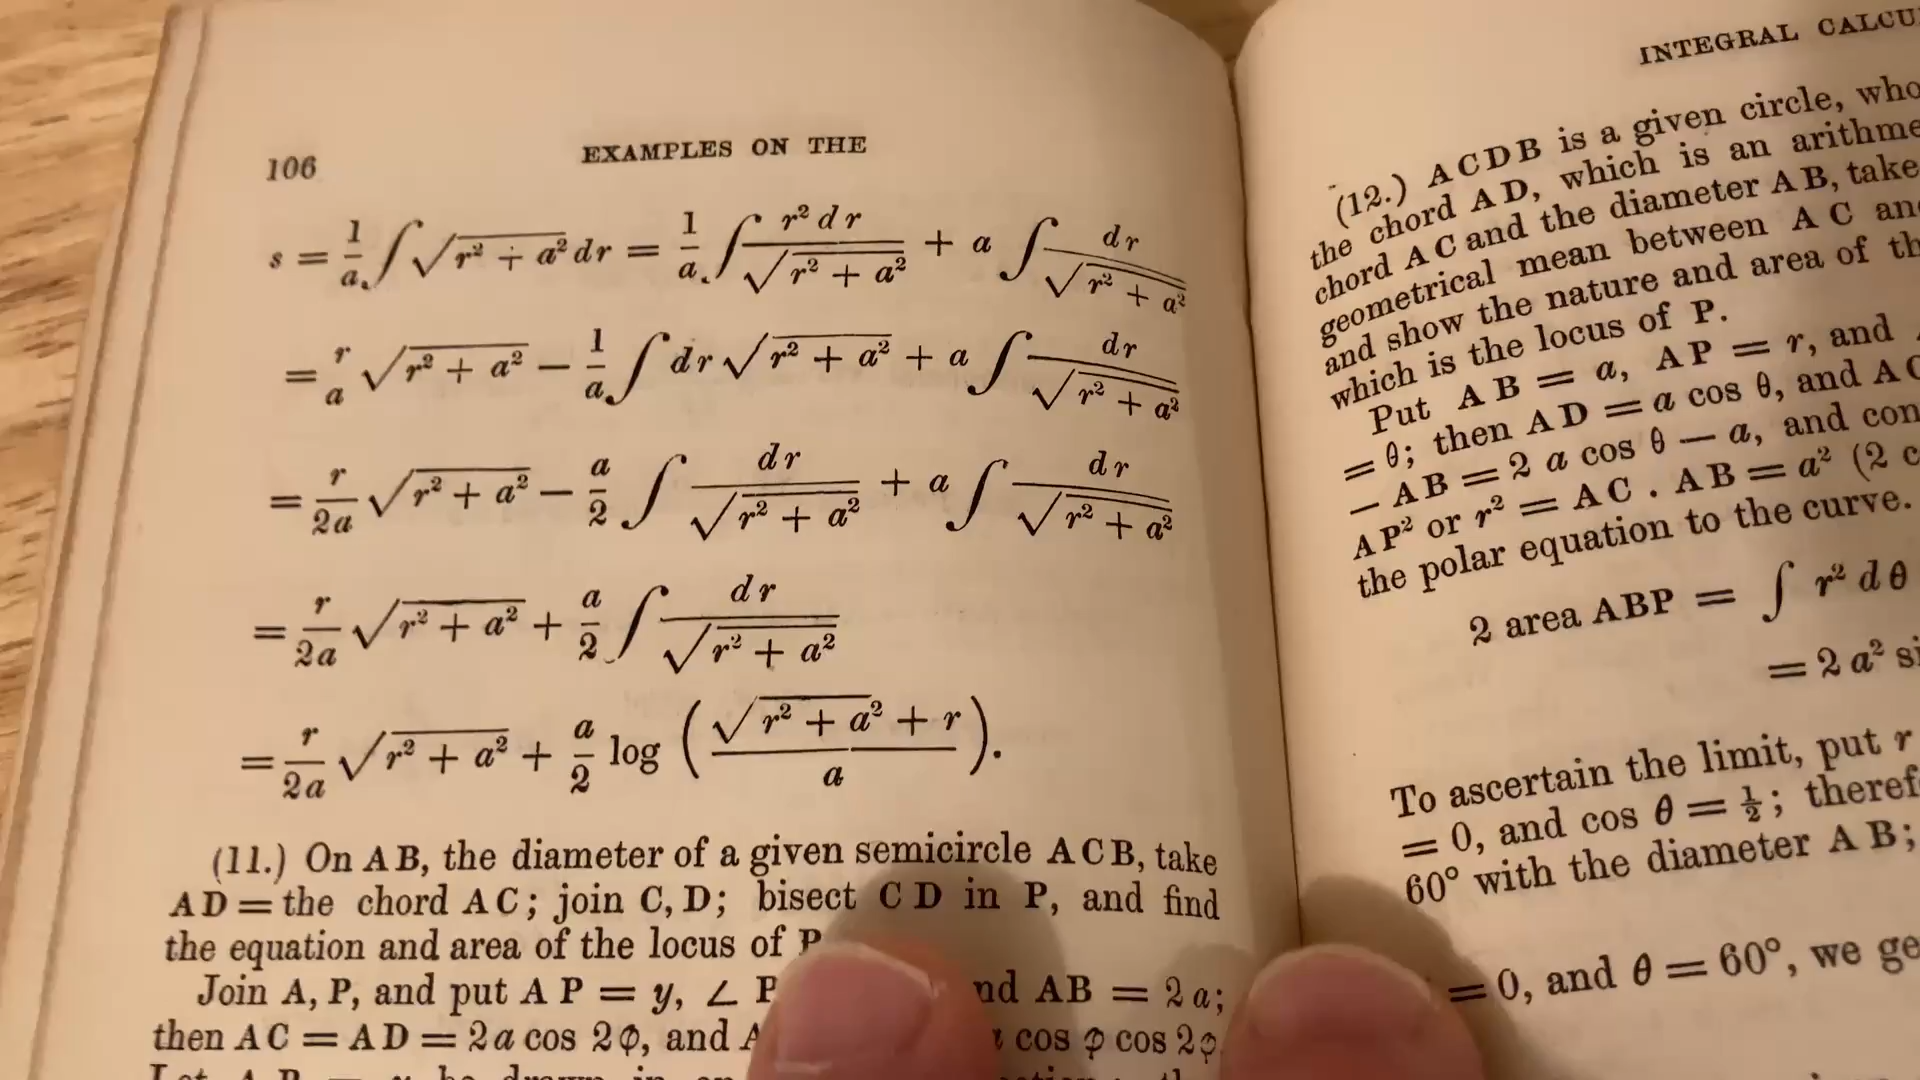 106 EXAMPLES ON THE
s = 1/a ∫ √(r² + a²) dr = 1/a ∫ r² dr / √(r² + a²) + a ∫ dr / √(r² + a²)
= r/a √(r² + a²) − 1/a ∫ dr √(r² + a²) + a ∫ dr / √(r² + a²)
= r/2a √(r² + a²) − a/2 ∫ dr / √(r² + a²) + a ∫ dr / √(r² + a²)
= r/2a √(r² + a²) + a/2 ∫ dr / √(r² + a²)
= r/2a √(r² + a²) + a/2 log ( (√(r² + a²) + r) / a ).
(11.) On AB, the diameter of a given semicircle ACB, take
AD = the chord AC; join C, D; bisect CD in P, and find
the equation and area of the locus of P
Join A, P, and put AP = y, ∠ P nd AB = 2a;
then AC = AD = 2a cos 2φ, and A cos φ cos 2φ
INTEGRAL CALCU
(12.) ACDB is a given circle, who
the chord AD, which is an arithme
chord AC and the diameter AB, take
geometrical mean between AC an
and show the nature and area of th
which is the locus of P.
Put AB = a, AP = r, and
= θ; then AD = a cos θ, and AC
− AB = 2 a cos θ − a, and con
AP² or r² = AC . AB = a² (2 c
the polar equation to the curve.
2 area ABP = ∫ r² dθ
= 2 a² si
To ascertain the limit, put r
= 0, and cos θ = ½; theref
60° with the diameter AB;
= 0, and θ = 60°, we ge